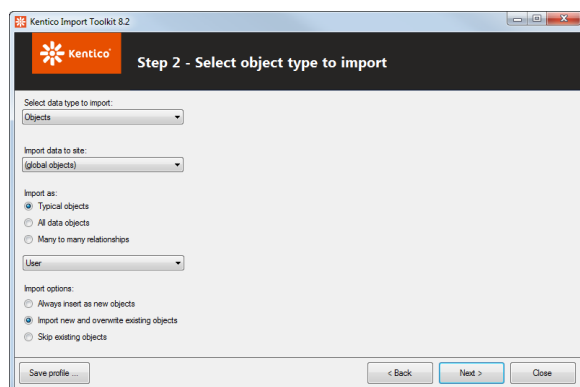 Kentico Import Toolkit 8.2
Kentico
Step 2 - Select object type to import
Select data type to import:
Objects
Import data to site:
(global objects)
Import as:
Typical objects
All data objects
Many to many relationships
User
Import options:
Always insert as new objects
Import new and overwrite existing objects
Skip existing objects
Save profile ...
< Back
Next >
Close